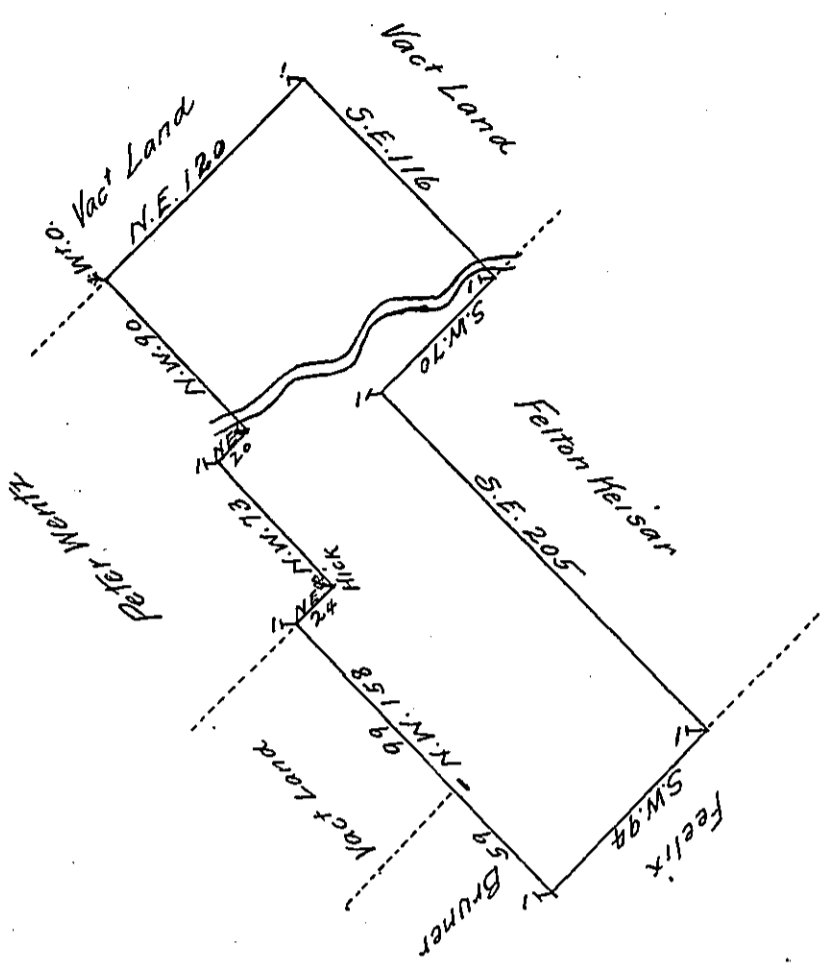 Vact Land
S.E. 116
Vact Land
N.E. 120
Wt. O.
N.W. 90
S.W. 70
N.E.
20
Felton Keisar
S.E. 205
Peter Wentz
N.W. 73
Hick
N.E.
24
N.W. 158
99
Vact Land
59
Bruner
S.W. 94
Feelix